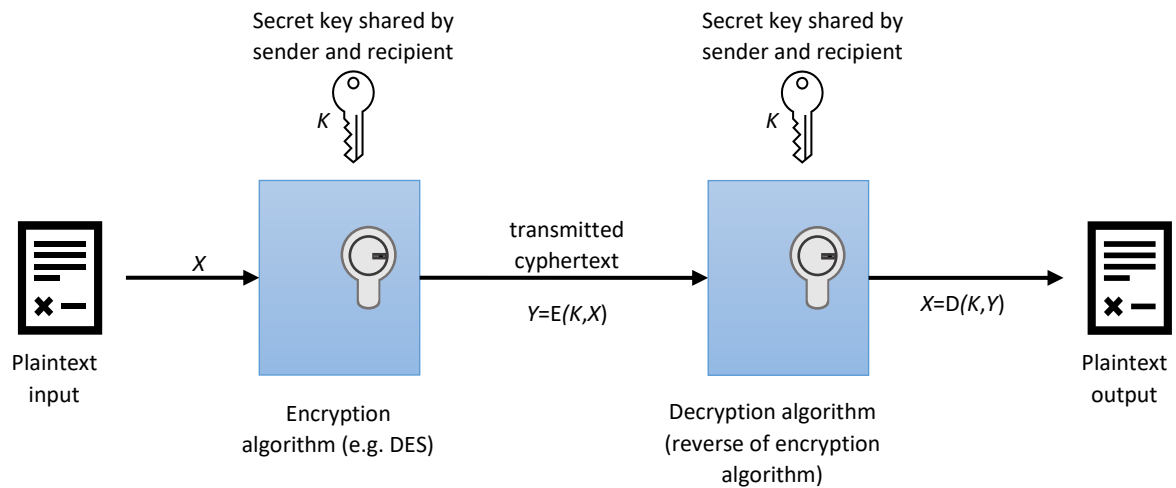 Secret key shared by
sender and recipient
K
Secret key shared by
sender and recipient
K
Plaintext
input
X
Encryption
algorithm (e.g. DES)
transmitted
cyphertext
Y=E(K,X)
Decryption algorithm
(reverse of encryption
algorithm)
X=D(K,Y)
Plaintext
output